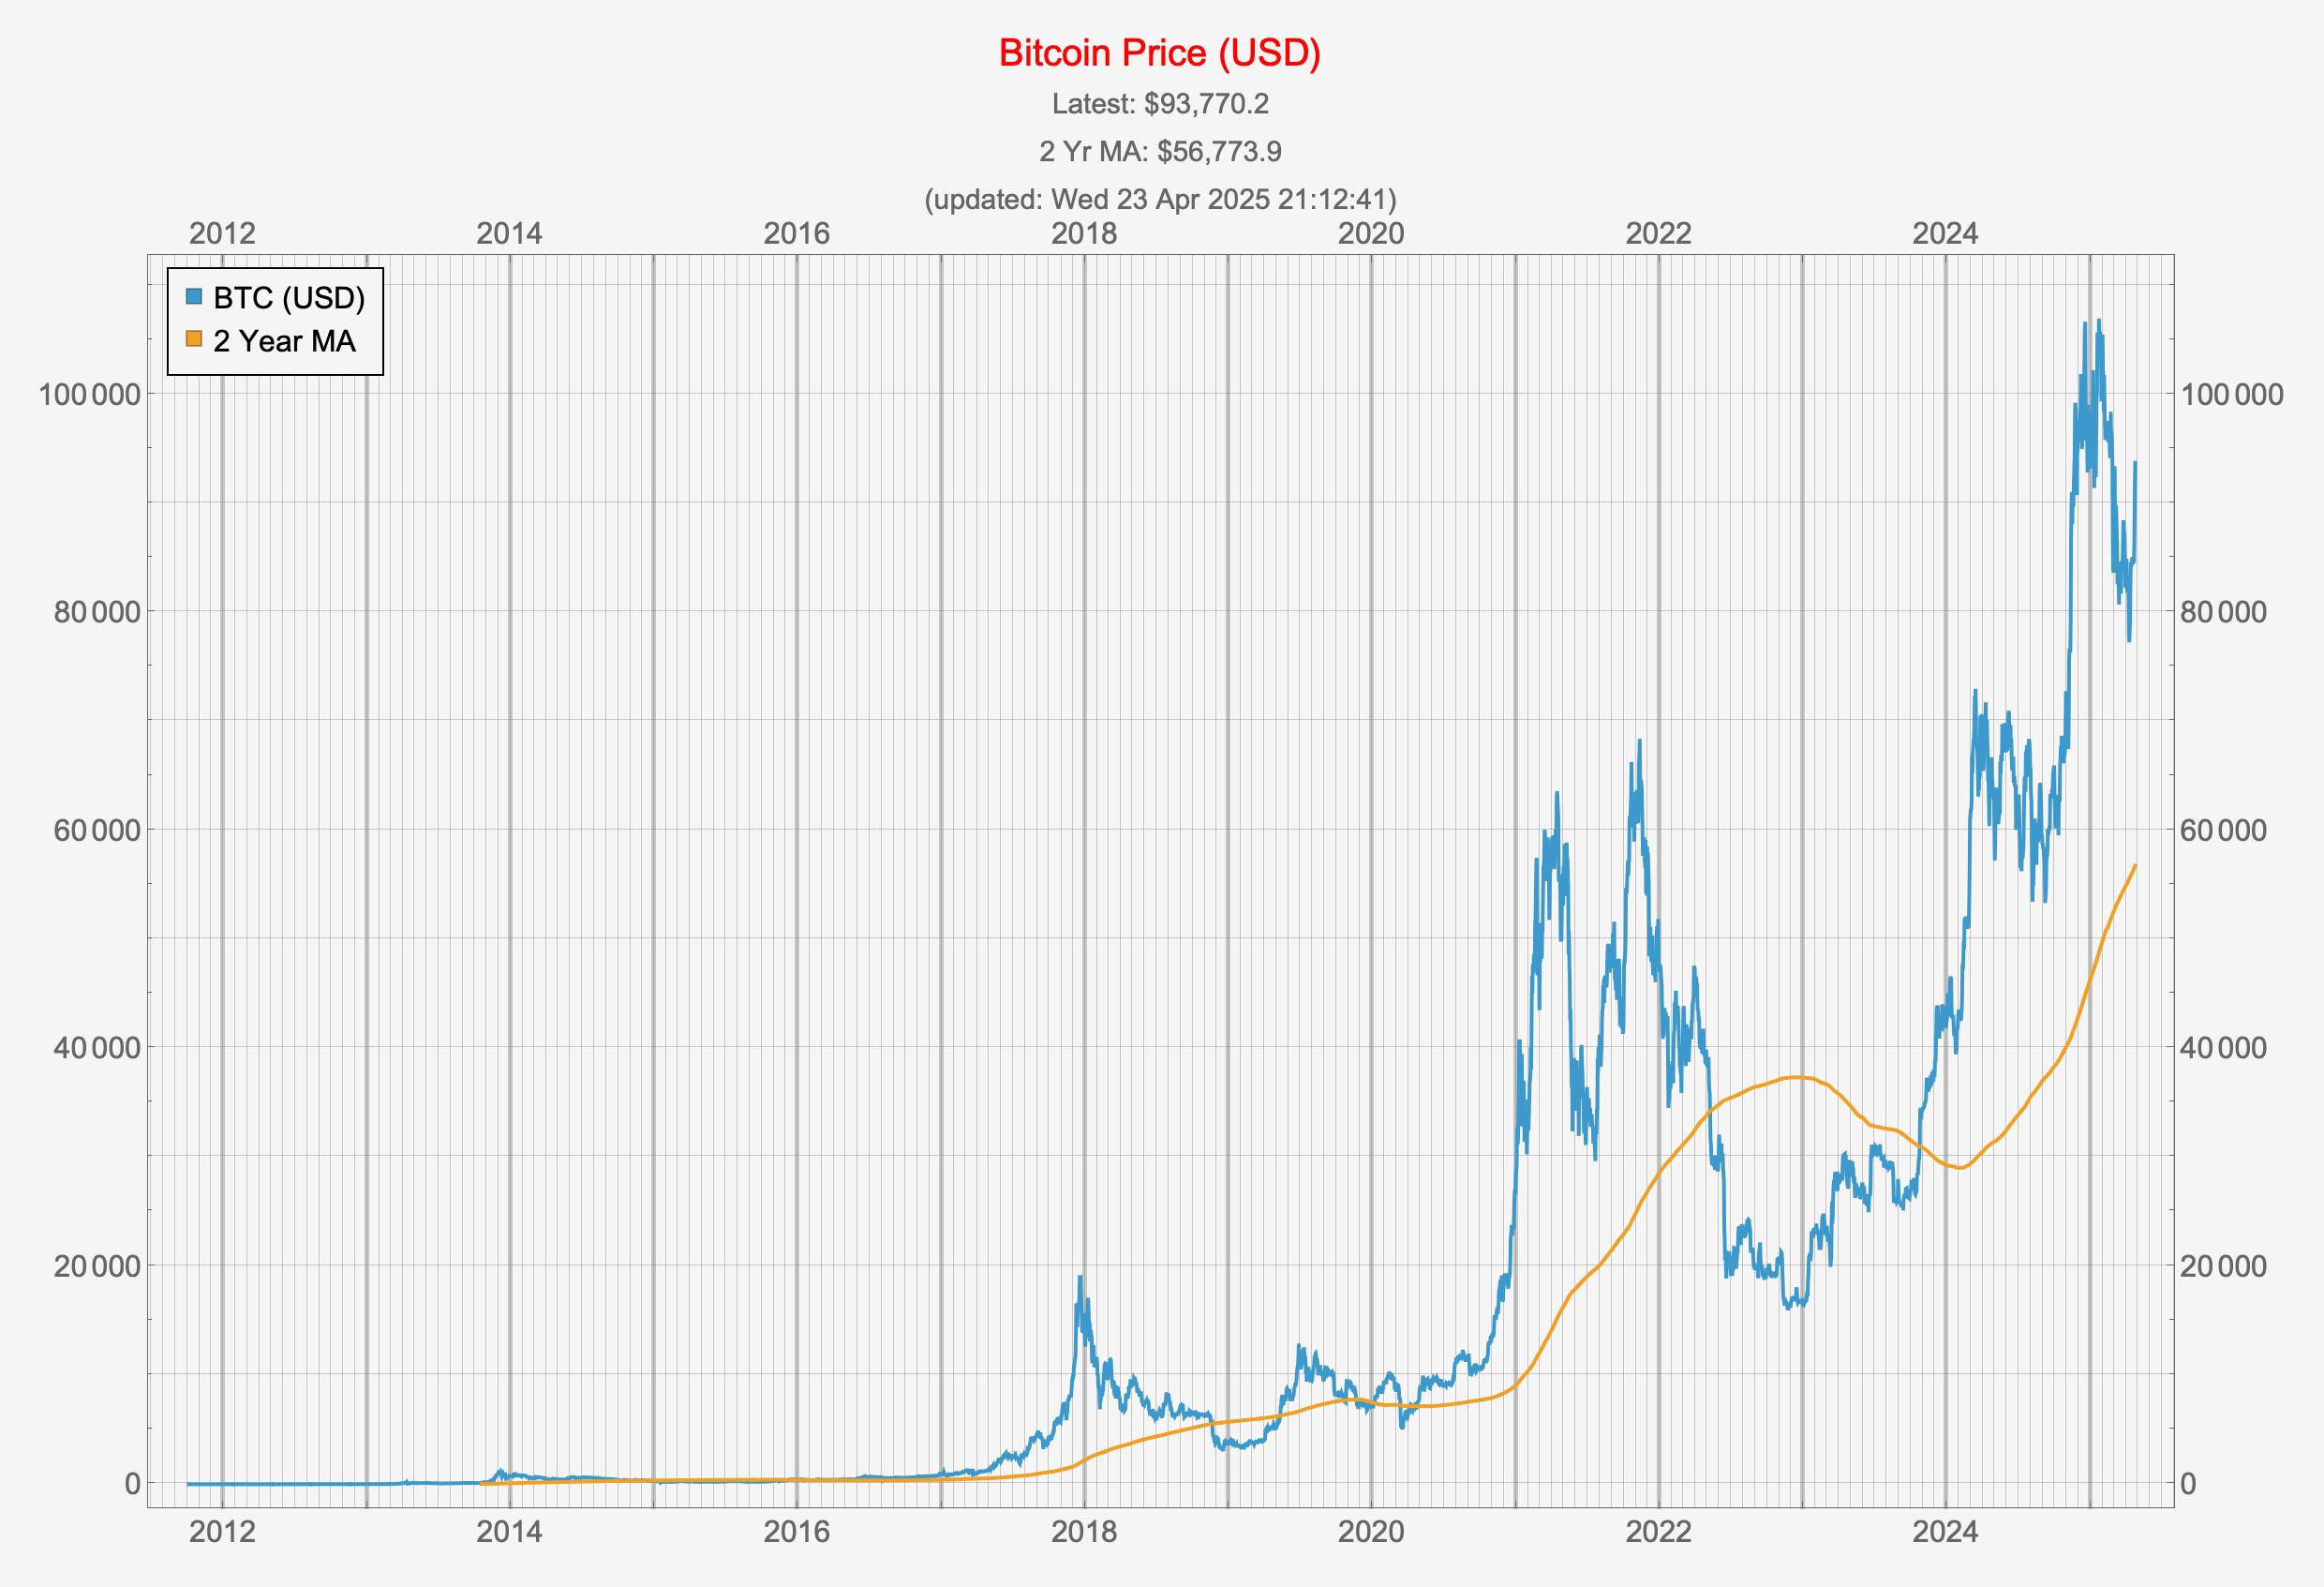 Bitcoin Price (USD)
Latest: $93,770.2
2 Yr MA: $56,773.9
(updated: Wed 23 Apr 2025 21:12:41)
2012 2014 2016 2018 2020 2022 2024
BTC (USD)
2 Year MA
100 000 100 000
80 000 80 000
60 000 60 000
40 000 40 000
20 000 20 000
0 0
2012 2014 2016 2018 2020 2022 2024